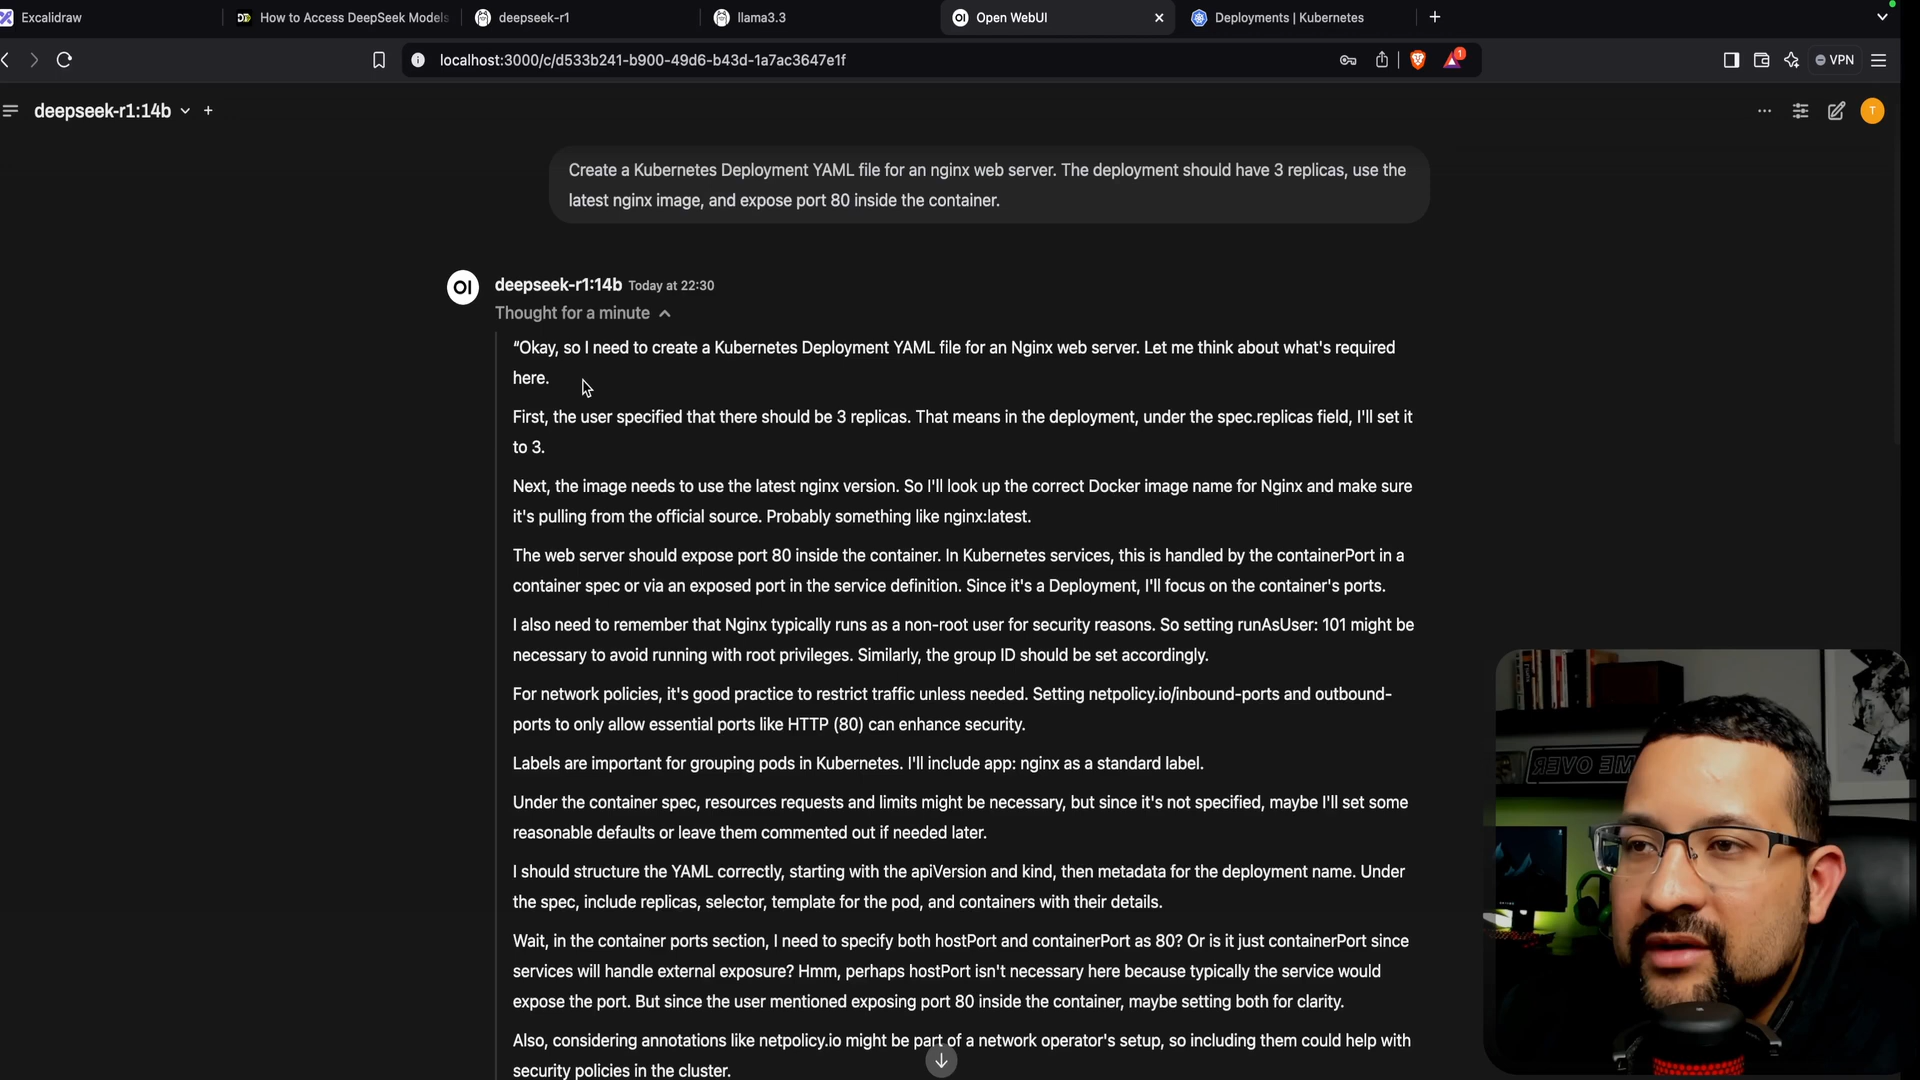 Excalidraw
How to Access DeepSeek Models
deepseek-r1
llama3.3
Open WebUI
Deployments | Kubernetes
localhost:3000/c/d533b241-b900-49d6-b43d-1a7ac3647e1f
1
VPN
deepseek-r1:14b
T
Create a Kubernetes Deployment YAML file for an nginx web server. The deployment should have 3 replicas, use the
latest nginx image, and expose port 80 inside the container.
OI
deepseek-r1:14b Today at 22:30
Thought for a minute
“Okay, so I need to create a Kubernetes Deployment YAML file for an Nginx web server. Let me think about what's required
here.
First, the user specified that there should be 3 replicas. That means in the deployment, under the spec.replicas field, I'll set it
to 3.
Next, the image needs to use the latest nginx version. So I'll look up the correct Docker image name for Nginx and make sure
it's pulling from the official source. Probably something like nginx:latest.
The web server should expose port 80 inside the container. In Kubernetes services, this is handled by the containerPort in a
container spec or via an exposed port in the service definition. Since it's a Deployment, I'll focus on the container's ports.
I also need to remember that Nginx typically runs as a non-root user for security reasons. So setting runAsUser: 101 might be
necessary to avoid running with root privileges. Similarly, the group ID should be set accordingly.
For network policies, it's good practice to restrict traffic unless needed. Setting netpolicy.io/inbound-ports and outbound-
ports to only allow essential ports like HTTP (80) can enhance security.
Labels are important for grouping pods in Kubernetes. I'll include app: nginx as a standard label.
Under the container spec, resources requests and limits might be necessary, but since it's not specified, maybe I'll set some
reasonable defaults or leave them commented out if needed later.
I should structure the YAML correctly, starting with the apiVersion and kind, then metadata for the deployment name. Under
the spec, include replicas, selector, template for the pod, and containers with their details.
Wait, in the container ports section, I need to specify both hostPort and containerPort as 80? Or is it just containerPort since
services will handle external exposure? Hmm, perhaps hostPort isn't necessary here because typically the service would
expose the port. But since the user mentioned exposing port 80 inside the container, maybe setting both for clarity.
Also, considering annotations like netpolicy.io might be part of a network operator's setup, so including them could help with
security policies in the cluster.
GAME OVER